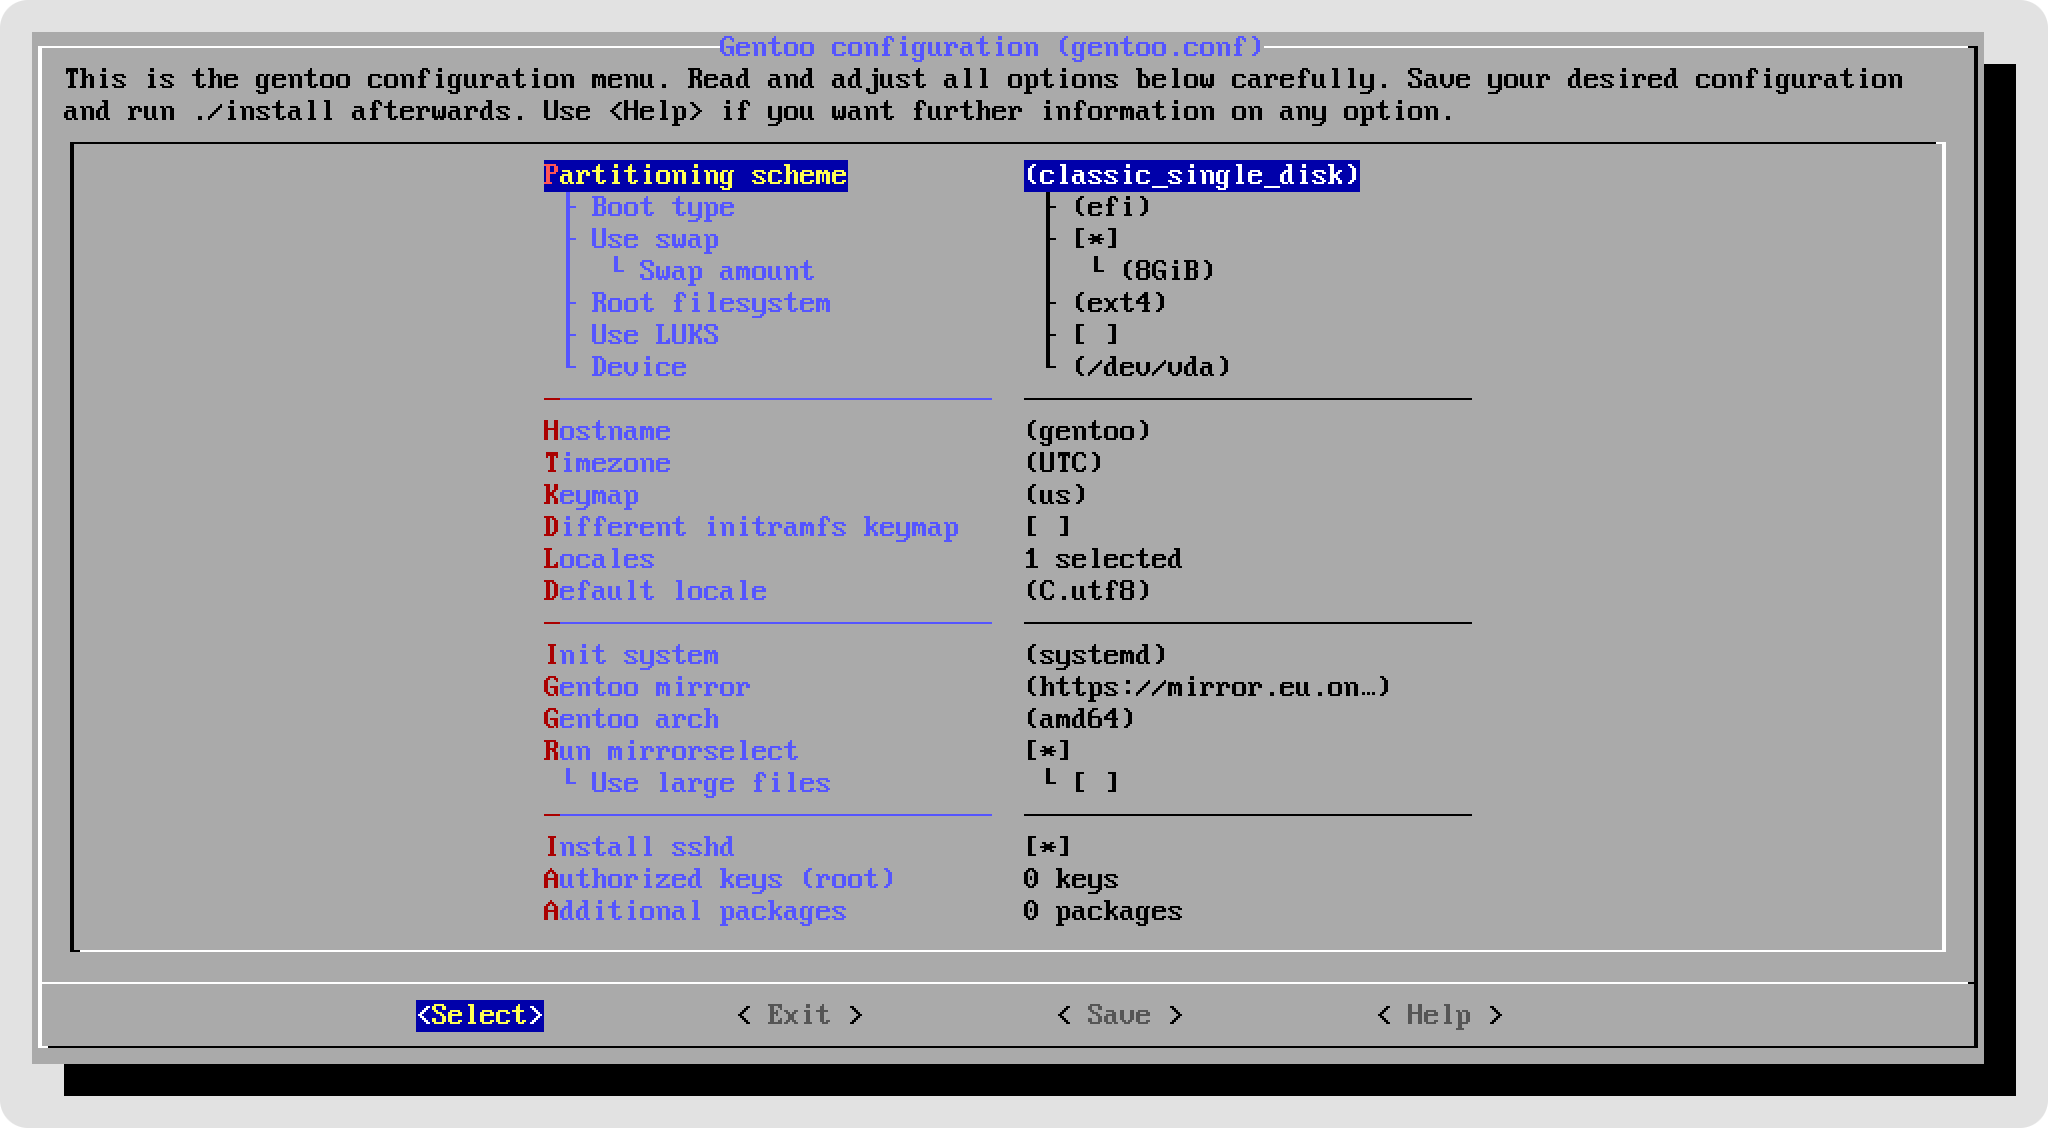 Gentoo configuration (gentoo.conf)
This is the gentoo configuration menu. Read and adjust all options below carefully. Save your desired configuration
and run ./install afterwards. Use <Help> if you want further information on any option.
Partitioning scheme (classic_single_disk)
├ Boot type ├ (efi)
├ Use swap ├ [*]
│ └ Swap amount │ └ (8GiB)
├ Root filesystem ├ (ext4)
├ Use LUKS ├ [ ]
└ Device └ (/dev/vda)
Hostname (gentoo)
Timezone (UTC)
Keymap (us)
Different initramfs keymap [ ]
Locales 1 selected
Default locale (C.utf8)
Init system (systemd)
Gentoo mirror (https://mirror.eu.on…)
Gentoo arch (amd64)
Run mirrorselect [*]
└ Use large files └ [ ]
Install sshd [*]
Authorized keys (root) 0 keys
Additional packages 0 packages
<Select> < Exit > < Save > < Help >